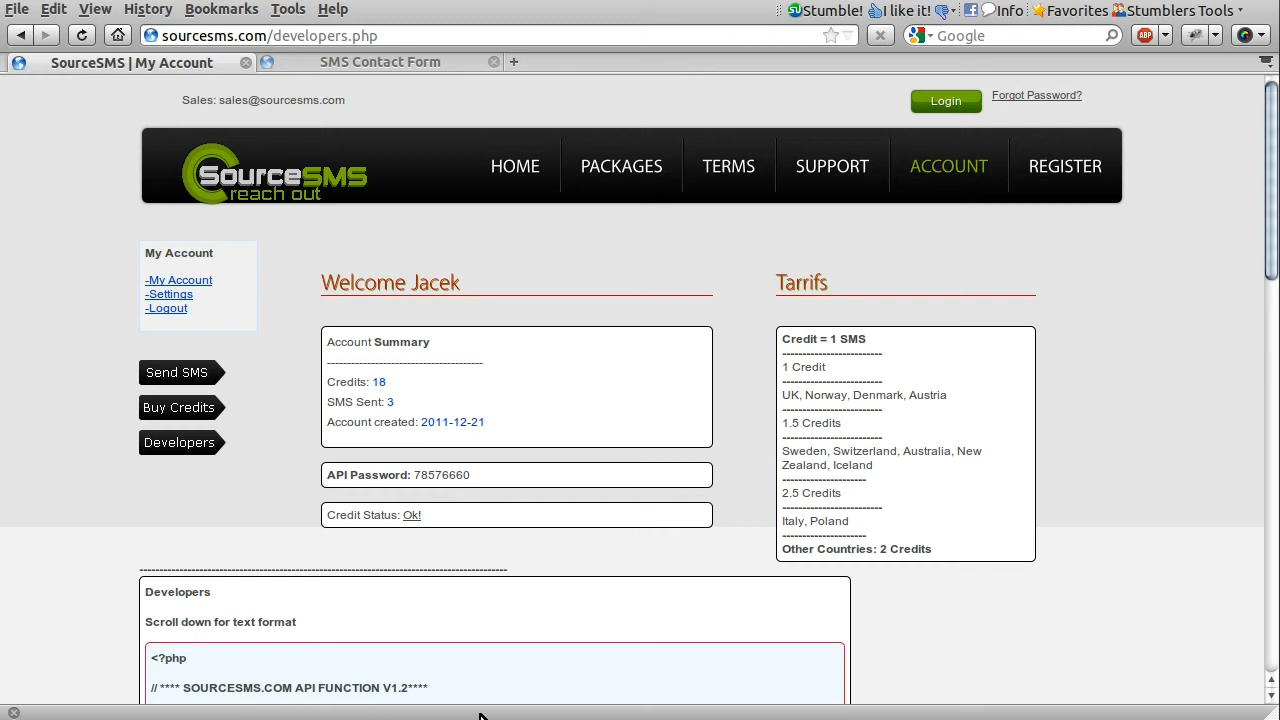 File Edit View History Bookmarks Tools Help Stumble! I like it! Info Favorites Stumblers Tools
sourcesms.com/developers.php Google ABP
SourceSMS | My Account SMS Contact Form
Sales: sales@sourcesms.com Login Forgot Password?
SourceSMS
reach out
HOME PACKAGES TERMS SUPPORT ACCOUNT REGISTER
My Account
-My Account
-Settings
-Logout
Send SMS
Buy Credits
Developers
Welcome Jacek
Account Summary
---------------------------------------
Credits: 18
SMS Sent: 3
Account created: 2011-12-21
API Password: 78576660
Credit Status: Ok!
Tarrifs
Credit = 1 SMS
-------------------------
1 Credit
-------------------------
UK, Norway, Denmark, Austria
-------------------------
1.5 Credits
-------------------------
Sweden, Switzerland, Australia, New
Zealand, Iceland
---------------------
2.5 Credits
-------------------------
Italy, Poland
---------------------
Other Countries: 2 Credits
--------------------------------------------------------------------------------------------
Developers
Scroll down for text format
<?php
// **** SOURCESMS.COM API FUNCTION V1.2****